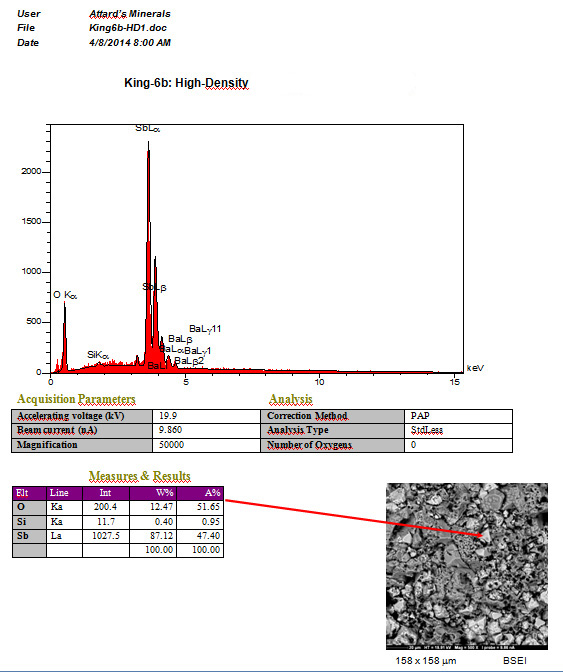 User Attard's Minerals
File King6b-HD1.doc
Date 4/8/2014 8:00 AM
King-6b: High-Density
SbLα
2000
1500
1000
SbLβ
O Kα
BaLγ11
500
BaLβ
SiKα
BaLα BaLγ1
BaLβ2
BaLl
0
keV
0 5 10 15
Acquisition Parameters Analysis
Accelerating voltage (kV) 19.9 Correction Method PAP
Beam current (nA) 9.860 Analysis Type StdLess
Magnification 50000 Number of Oxygens 0
Measures & Results
Elt Line Int W% A%
O Ka 200.4 12.47 51.65
Si Ka 11.7 0.40 0.95
Sb La 1027.5 87.12 47.40
100.00 100.00
158 x 158 µm BSEI